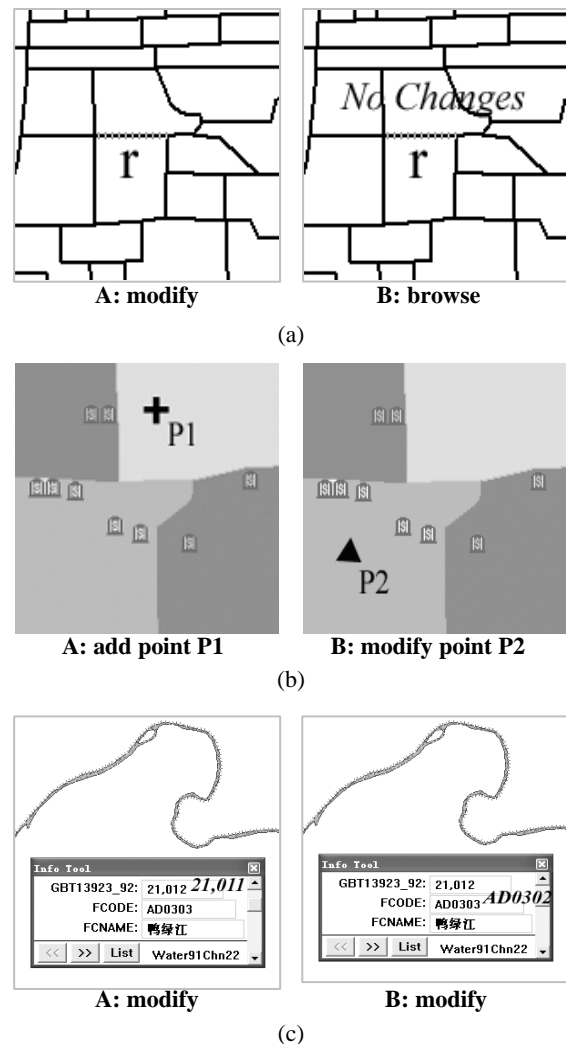 No Changes
r
r
A: modify
B: browse
(a)
P1
P2
A: add point P1
B: modify point P2
(b)
Info Tool
GBT13923_92: 21,012 21,011
FCODE: AD0303
FCNAME: 鸭绿江
<< >> List Water91Chn22
Info Tool
GBT13923_92: 21,012
FCODE: AD0303 AD0302
FCNAME: 鸭绿江
<< >> List Water91Chn22
A: modify
B: modify
(c)